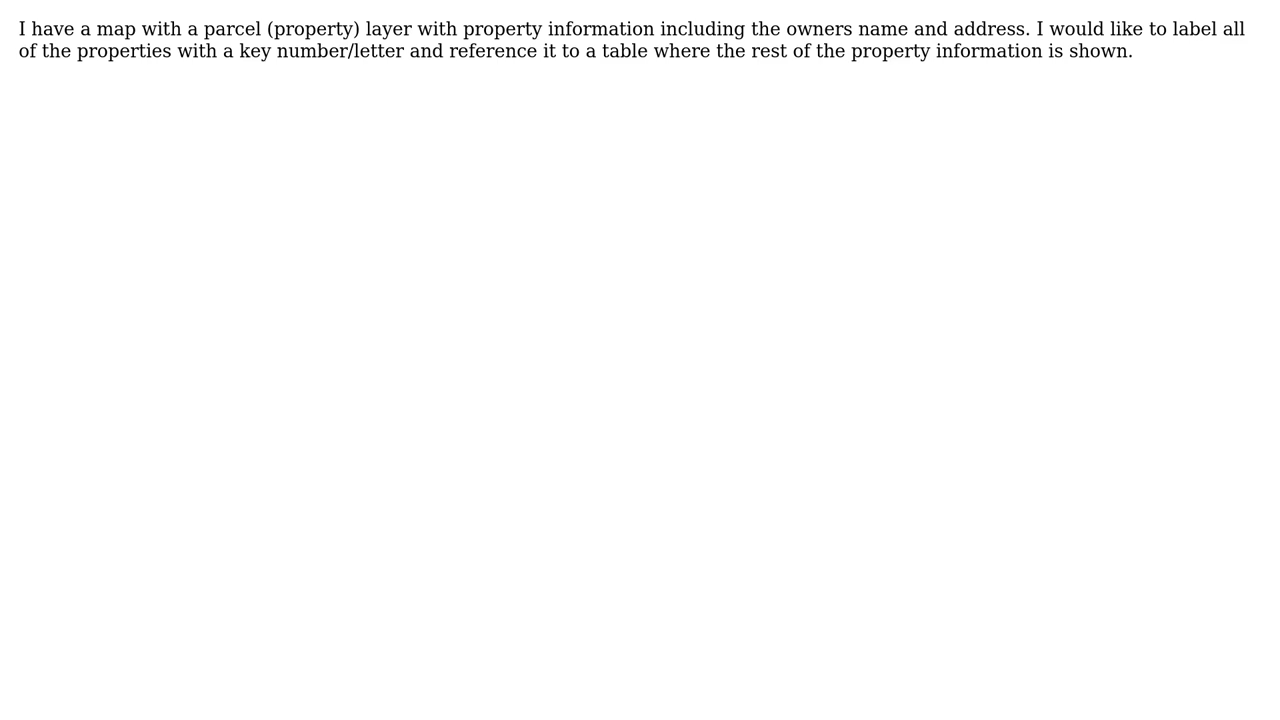 I have a map with a parcel (property) layer with property information including the owners name and address. I would like to label all
of the properties with a key number/letter and reference it to a table where the rest of the property information is shown.